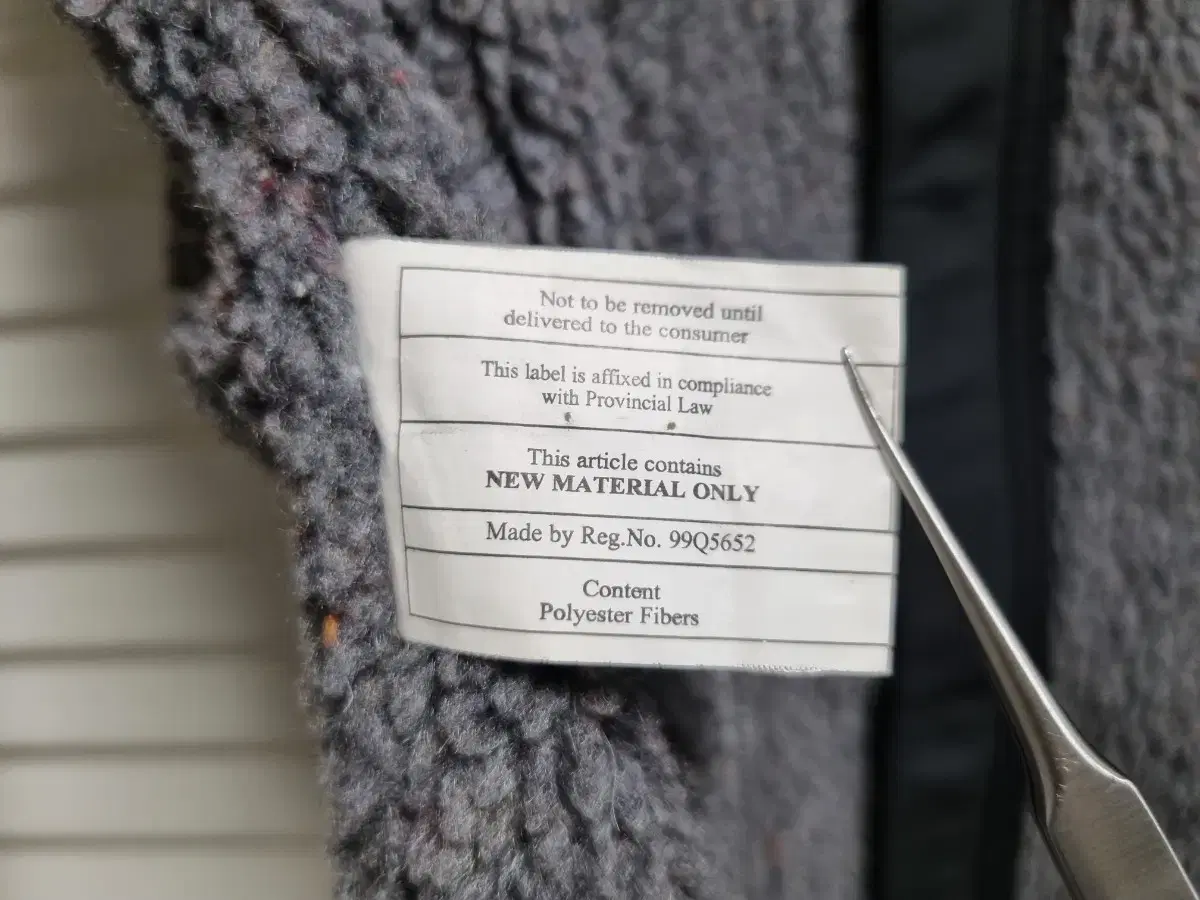 Not to be removed until
delivered to the consumer
This label is affixed in compliance
with Provincial Law
This article contains
NEW MATERIAL ONLY
Made by Reg.No. 99Q5652
Content
Polyester Fibers